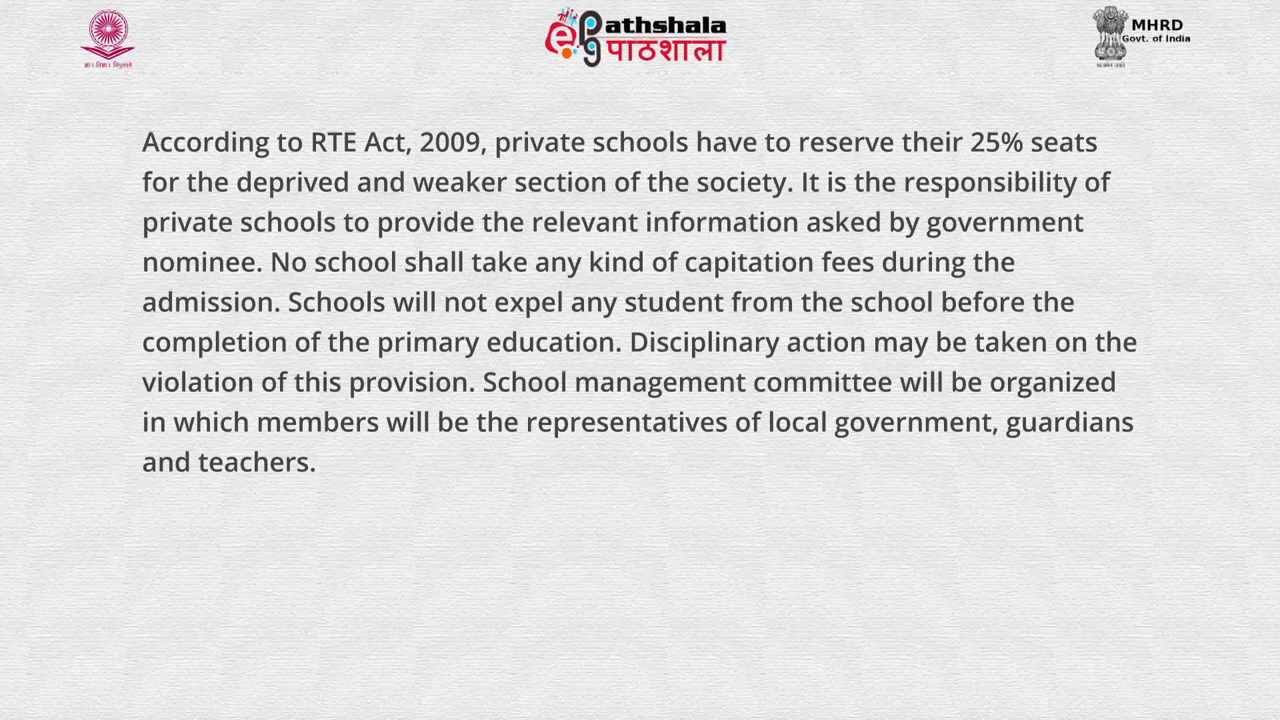 ePathshala
पाठशाला
MHRD
Govt. of India
According to RTE Act, 2009, private schools have to reserve their 25% seats
for the deprived and weaker section of the society. It is the responsibility of
private schools to provide the relevant information asked by government
nominee. No school shall take any kind of capitation fees during the
admission. Schools will not expel any student from the school before the
completion of the primary education. Disciplinary action may be taken on the
violation of this provision. School management committee will be organized
in which members will be the representatives of local government, guardians
and teachers.